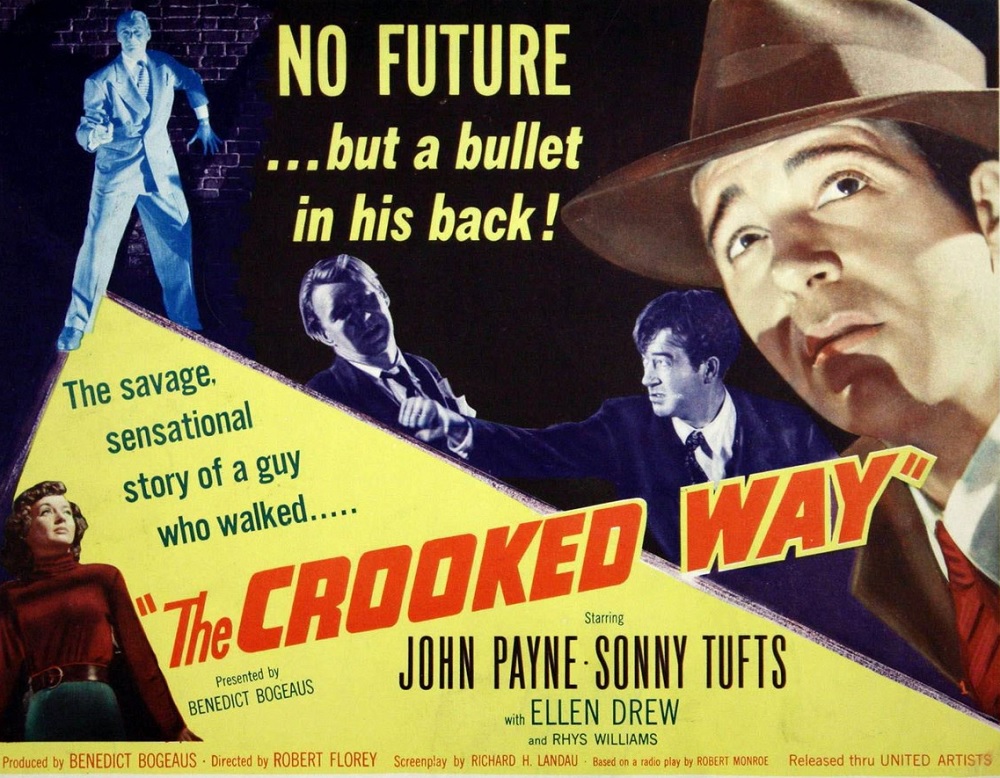 NO FUTURE
...but a bullet
in his back!
The savage,
sensational
story of a guy
who walked.....
"The CROOKED WAY"
Starring
JOHN PAYNE · SONNY TUFTS
with ELLEN DREW
and RHYS WILLIAMS
Presented by
BENEDICT BOGEAUS
Produced by BENEDICT BOGEAUS · Directed by ROBERT FLOREY Screenplay by RICHARD H. LANDAU · Based on a radio play by ROBERT MONROE Released thru UNITED ARTISTS